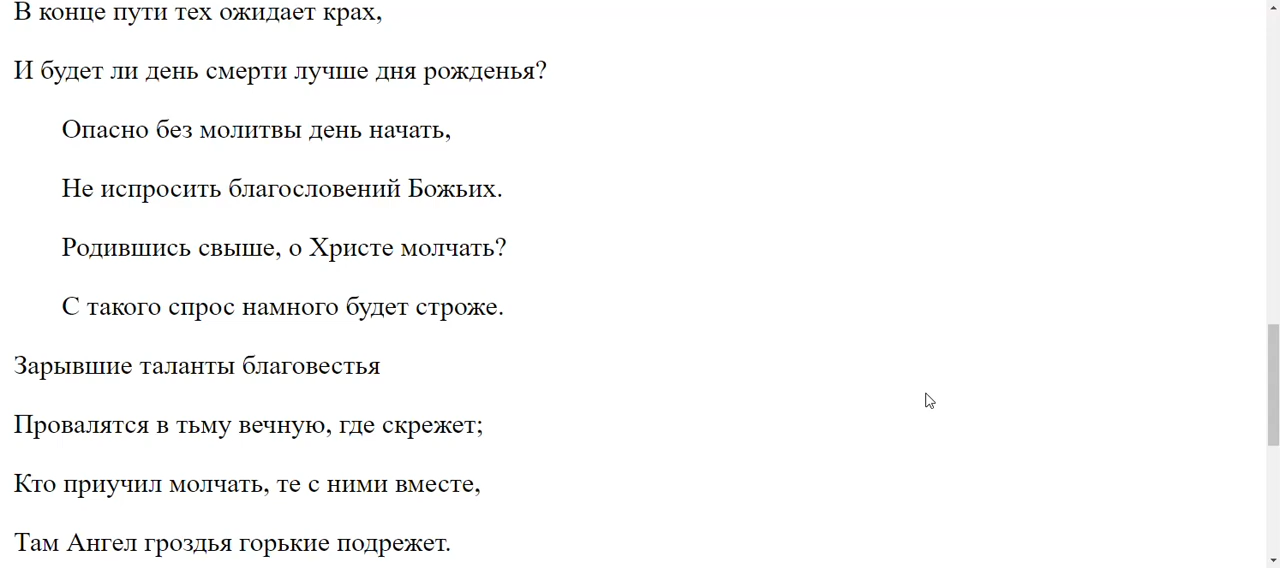 В конце пути тех ожидает крах,
И будет ли день смерти лучше дня рожденья?
Опасно без молитвы день начать,
Не испросить благословений Божьих.
Родившись свыше, о Христе молчать?
С такого спрос намного будет строже.
Зарывшие таланты благовестья
Провалятся в тьму вечную, где скрежет;
Кто приучил молчать, те с ними вместе,
Там Ангел гроздья горькие подрежет.